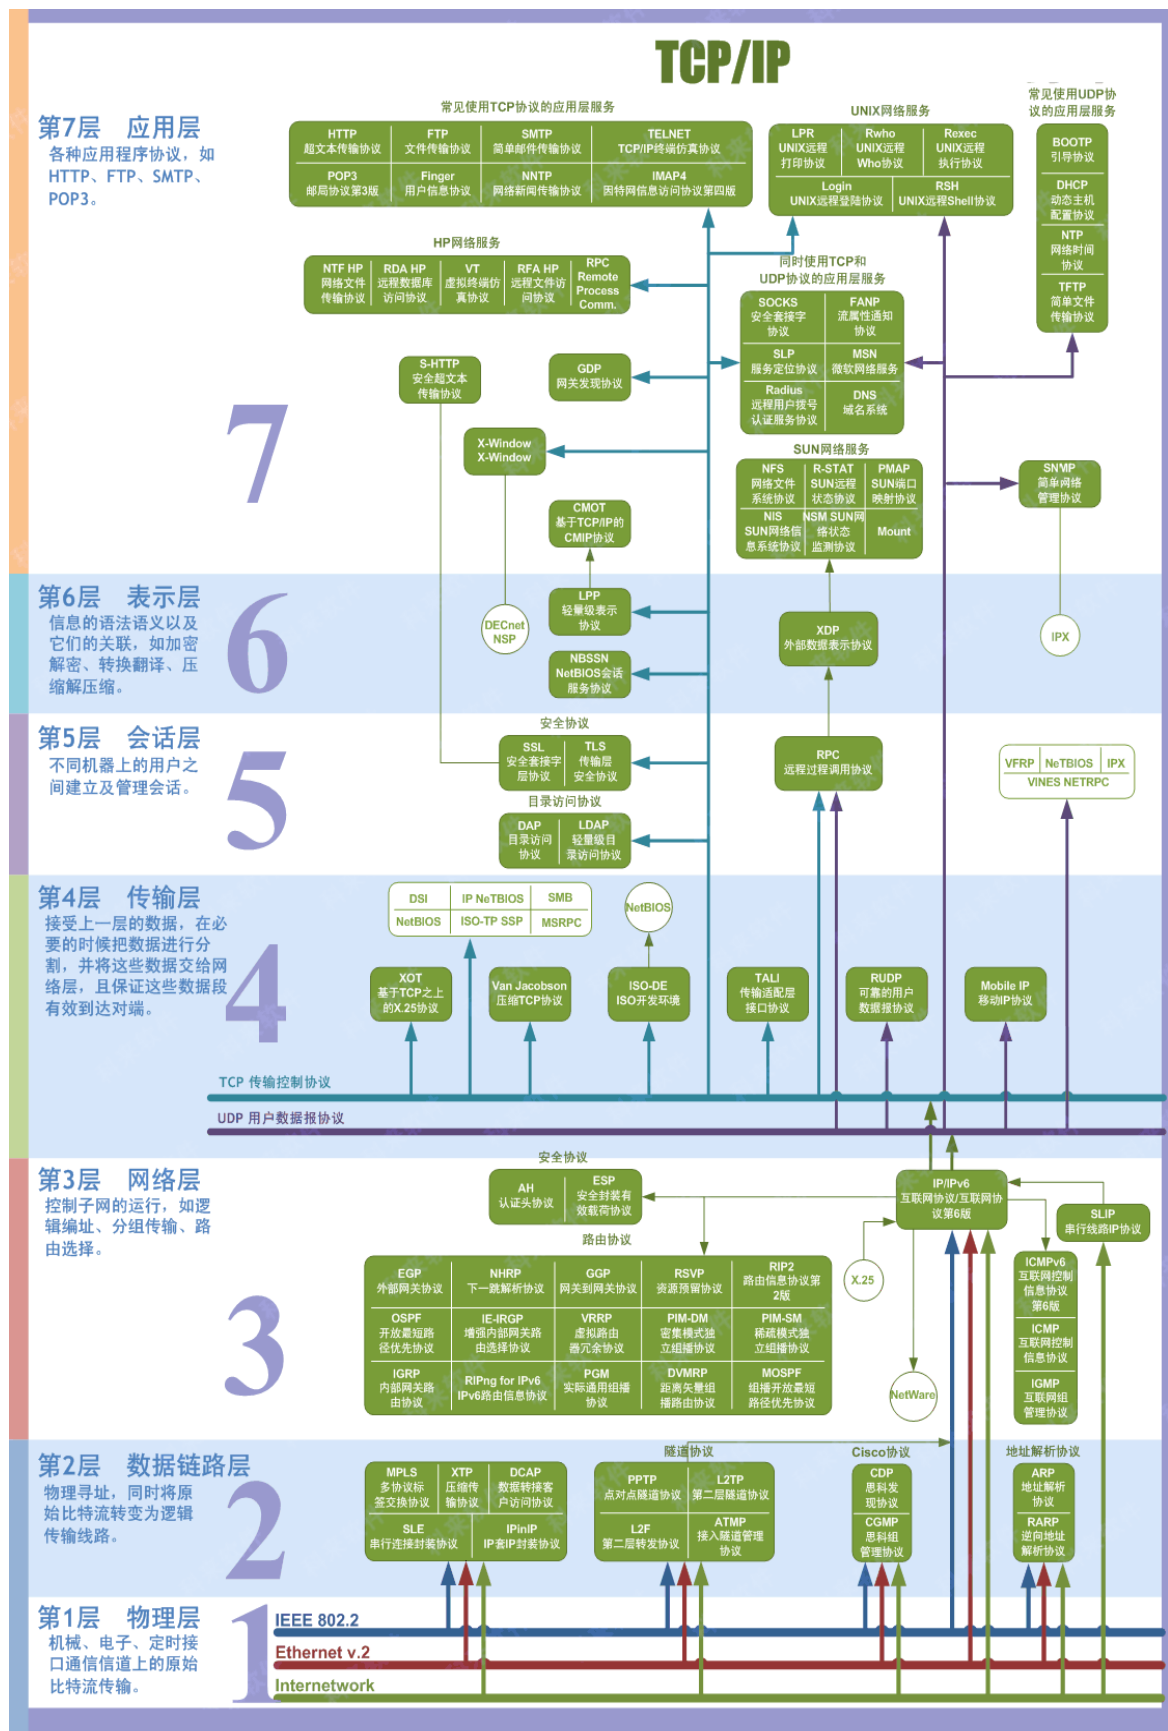 TCP/IP
第7层 应用层
各种应用程序协议，如
HTTP、FTP、SMTP、
POP3。
常见使用TCP协议的应用层服务
HTTP
超文本传输协议
FTP
文件传输协议
SMTP
简单邮件传输协议
TELNET
TCP/IP终端仿真协议
POP3
邮局协议第3版
Finger
用户信息协议
NNTP
网络新闻传输协议
IMAP4
因特网信息访问协议第四版
UNIX网络服务
LPR
UNIX远程
打印协议
Rwho
UNIX远程
Who协议
Rexec
UNIX远程
执行协议
Login
UNIX远程登陆协议
RSH
UNIX远程Shell协议
常见使用UDP协
议的应用层服务
BOOTP
引导协议
DHCP
动态主机
配置协议
NTP
网络时间
协议
TFTP
简单文件
传输协议
HP网络服务
NTF HP
网络文件
传输协议
RDA HP
远程数据库
访问协议
VT
虚拟终端仿
真协议
RFA HP
远程文件访
问协议
RPC
Remote
Process
Comm.
同时使用TCP和
UDP协议的应用层服务
SOCKS
安全套接字
协议
FANP
流属性通知
协议
SLP
服务定位协议
MSN
微软网络服务
Radius
远程用户拨号
认证服务协议
DNS
域名系统
S-HTTP
安全超文本
传输协议
GDP
网关发现协议
7
X-Window
X-Window
SUN网络服务
NFS
网络文件
系统协议
R-STAT
SUN远程
状态协议
PMAP
SUN端口
映射协议
NIS
SUN网络信
息系统协议
NSM SUN网
络状态
监测协议
Mount
SNMP
简单网络
管理协议
CMOT
基于TCP/IP的
CMIP协议
第6层 表示层
信息的语法语义以及
它们的关联，如加密
解密、转换翻译、压
缩解压缩。
6
DECnet
NSP
LPP
轻量级表示
协议
NBSSN
NetBIOS会话
服务协议
XDP
外部数据表示协议
IPX
第5层 会话层
不同机器上的用户之
间建立及管理会话。
5
安全协议
SSL
安全套接字
层协议
TLS
传输层
安全协议
目录访问协议
DAP
目录访问
协议
LDAP
轻量级目
录访问协议
RPC
远程过程调用协议
VFRP
NeTBIOS
IPX
VINES NETRPC
第4层 传输层
接受上一层的数据，在必
要的时候把数据进行分
割，并将这些数据交给网
络层，且保证这些数据段
有效到达对端。
4
DSI
IP NeTBIOS
SMB
NetBIOS
ISO-TP SSP
MSRPC
NetBIOS
XOT
基于TCP之上
的X.25协议
Van Jacobson
压缩TCP协议
ISO-DE
ISO开发环境
TALI
传输适配层
接口协议
RUDP
可靠的用户
数据报协议
Mobile IP
移动IP协议
TCP 传输控制协议
UDP 用户数据报协议
第3层 网络层
控制子网的运行，如逻
辑编址、分组传输、路
由选择。
3
安全协议
AH
认证头协议
ESP
安全封装有
效载荷协议
IP/IPv6
互联网协议/互联网协
议第6版
SLIP
串行线路IP协议
路由协议
EGP
外部网关协议
NHRP
下一跳解析协议
GGP
网关到网关协议
RSVP
资源预留协议
RIP2
路由信息协议第
2版
OSPF
开放最短路
径优先协议
IE-IRGP
增强内部网关路
由选择协议
VRRP
虚拟路由
器冗余协议
PIM-DM
密集模式独
立组播协议
PIM-SM
稀疏模式独
立组播协议
IGRP
内部网关路
由协议
RIPng for IPv6
IPv6路由信息协议
PGM
实际通用组播
协议
DVMRP
距离矢量组
播路由协议
MOSPF
组播开放最短
路径优先协议
X.25
NetWare
ICMPv6
互联网控制
信息协议
第6版
ICMP
互联网控制
信息协议
IGMP
互联网组
管理协议
第2层 数据链路层
物理寻址，同时将原
始比特流转变为逻辑
传输线路。
2
MPLS
多协议标
签交换协议
XTP
压缩传
输协议
DCAP
数据转接客
户访问协议
SLE
串行连接封装协议
IPinIP
IP套IP封装协议
隧道协议
PPTP
点对点隧道协议
L2TP
第二层隧道协议
L2F
第二层转发协议
ATMP
接入隧道管理
协议
Cisco协议
CDP
思科发
现协议
CGMP
思科组
管理协议
地址解析协议
ARP
地址解析
协议
RARP
逆向地址
解析协议
第1层 物理层
机械、电子、定时接
口通信信道上的原始
比特流传输。
1
IEEE 802.2
Ethernet v.2
Internetwork